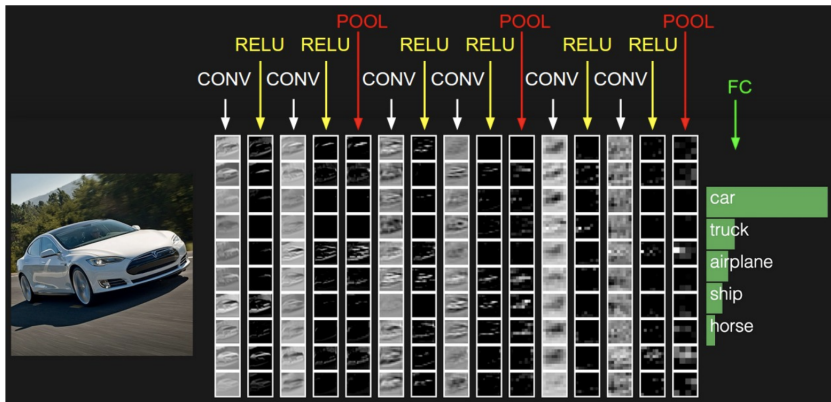 POOL POOL POOL
RELU RELU RELU RELU RELU RELU
CONV CONV CONV CONV CONV CONV
FC
car
truck
airplane
ship
horse